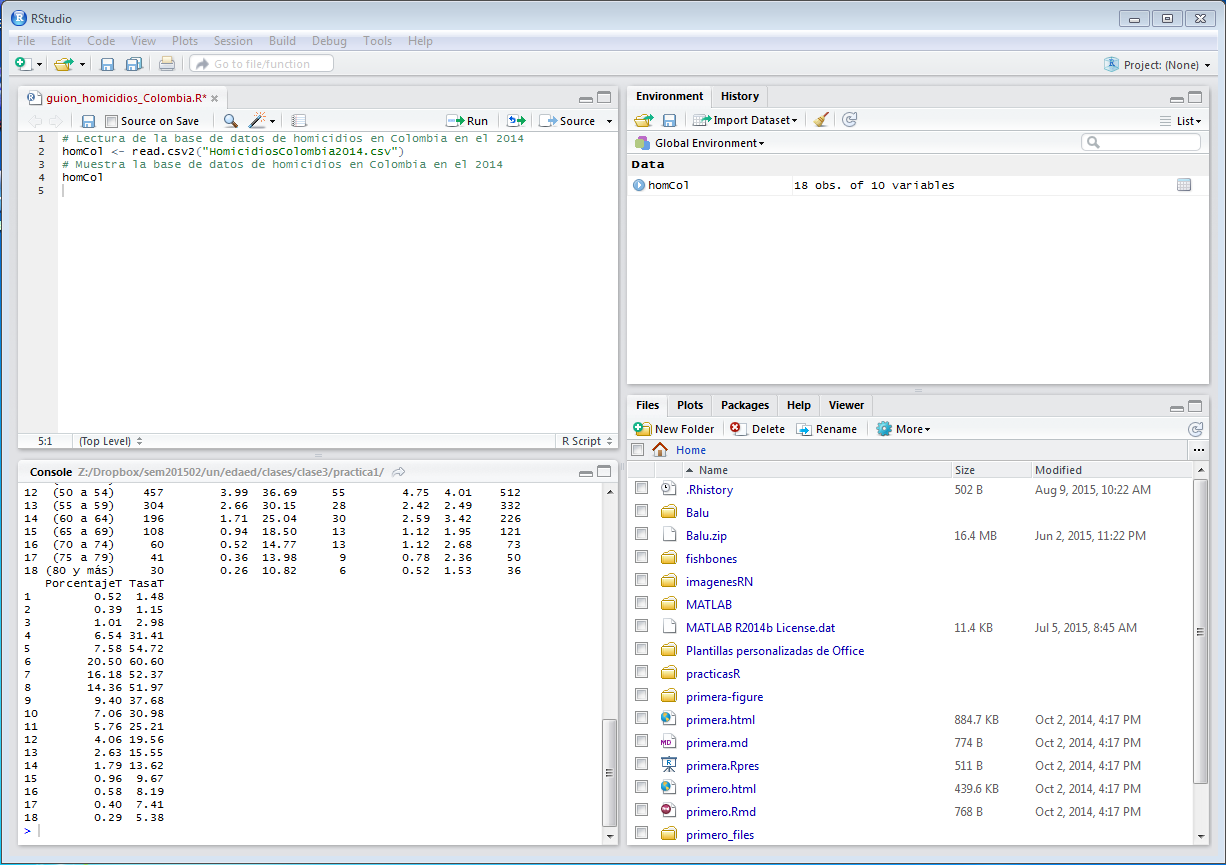 RStudio
File Edit Code View Plots Session Build Debug Tools Help
Go to file/function
Project: (None)
guion_homicidios_Colombia.R*
Source on Save
Run
Source
1 # Lectura de la base de datos de homicidios en Colombia en el 2014
2 homCol <- read.csv2("HomicidiosColombia2014.csv")
3 # Muestra la base de datos de homicidios en Colombia en el 2014
4 homCol
5
5:1 (Top Level) R Script
Console Z:/Dropbox/sem201502/un/edaed/clases/clase3/practica1/
12 (50 a 54) 457 3.99 36.69 55 4.75 4.01 512
13 (55 a 59) 304 2.66 30.15 28 2.42 2.49 332
14 (60 a 64) 196 1.71 25.04 30 2.59 3.42 226
15 (65 a 69) 108 0.94 18.50 13 1.12 1.95 121
16 (70 a 74) 60 0.52 14.77 13 1.12 2.68 73
17 (75 a 79) 41 0.36 13.98 9 0.78 2.36 50
18 (80 y más) 30 0.26 10.82 6 0.52 1.53 36
PorcentajeT TasaT
1 0.52 1.48
2 0.39 1.15
3 1.01 2.98
4 6.54 31.41
5 7.58 54.72
6 20.50 60.60
7 16.18 52.37
8 14.36 51.97
9 9.40 37.68
10 7.06 30.98
11 5.76 25.21
12 4.06 19.56
13 2.63 15.55
14 1.79 13.62
15 0.96 9.67
16 0.58 8.19
17 0.40 7.41
18 0.29 5.38
>
Environment History
Import Dataset
List
Global Environment
Data
homCol 18 obs. of 10 variables
Files Plots Packages Help Viewer
New Folder Delete Rename More
Home ...
Name Size Modified
.Rhistory 502 B Aug 9, 2015, 10:22 AM
Balu
Balu.zip 16.4 MB Jun 2, 2015, 11:22 PM
fishbones
imagenesRN
MATLAB
MATLAB R2014b License.dat 11.4 KB Jul 5, 2015, 8:45 AM
Plantillas personalizadas de Office
practicasR
primera-figure
primera.html 884.7 KB Oct 2, 2014, 4:17 PM
primera.md 774 B Oct 2, 2014, 4:17 PM
primera.Rpres 511 B Oct 2, 2014, 4:17 PM
primero.html 439.6 KB Oct 2, 2014, 4:17 PM
primero.Rmd 768 B Oct 2, 2014, 4:17 PM
primero_files